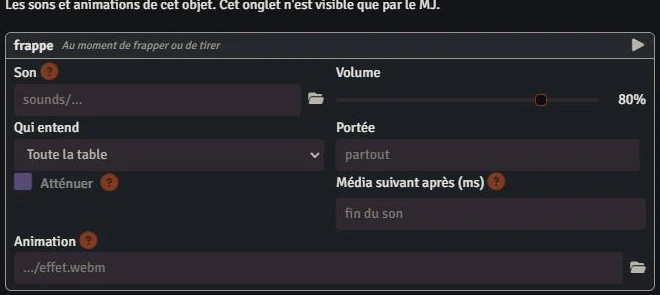 Les sons et animations de cet objet. Cet onglet n'est visible que par le MJ.
frappe Au moment de frapper ou de tirer
Son ? Volume
sounds/... 80%
Qui entend Portée
Toute la table partout
Atténuer ? Média suivant après (ms) ?
fin du son
Animation ?
.../effet.webm